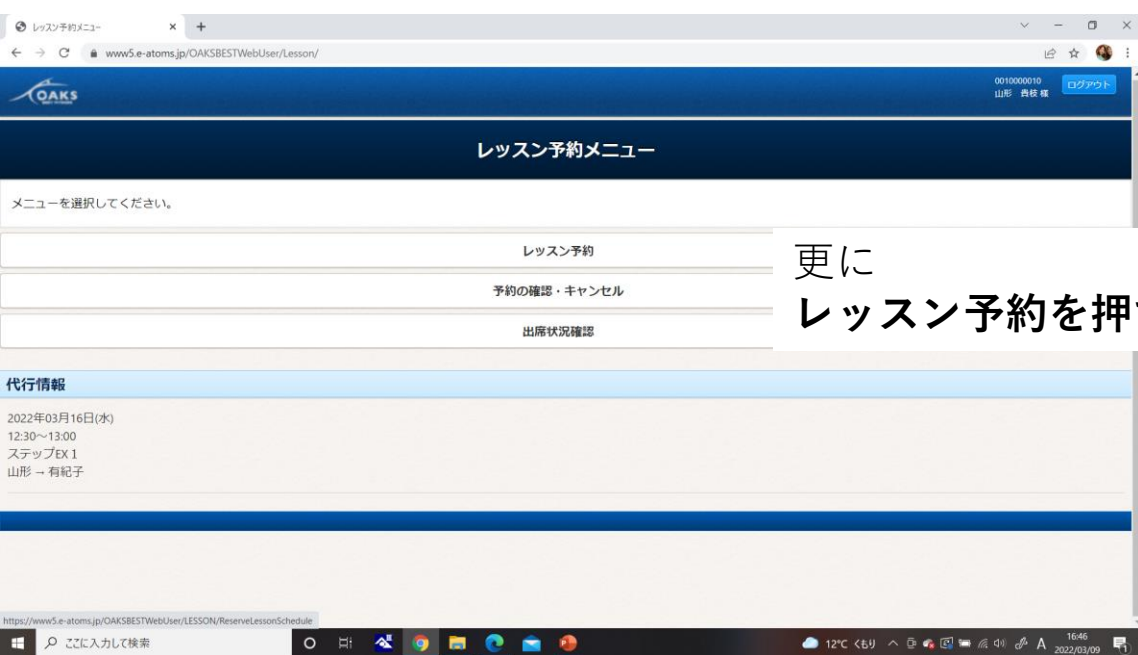 レッスン予約メニュー
www5.e-atoms.jp/OAKSBESTWebUser/Lesson/
OAKS
0010000010
山形 貴枝 様
ログアウト
レッスン予約メニュー
メニューを選択してください。
レッスン予約
予約の確認・キャンセル
出席状況確認
更に
レッスン予約を押す
代行情報
2022年03月16日(水)
12:30～13:00
ステップEX 1
山形 → 有紀子
https://www5.e-atoms.jp/OAKSBESTWebUser/LESSON/ReserveLessonSchedule
ここに入力して検索
12°C くもり
A
16:46
2022/03/09